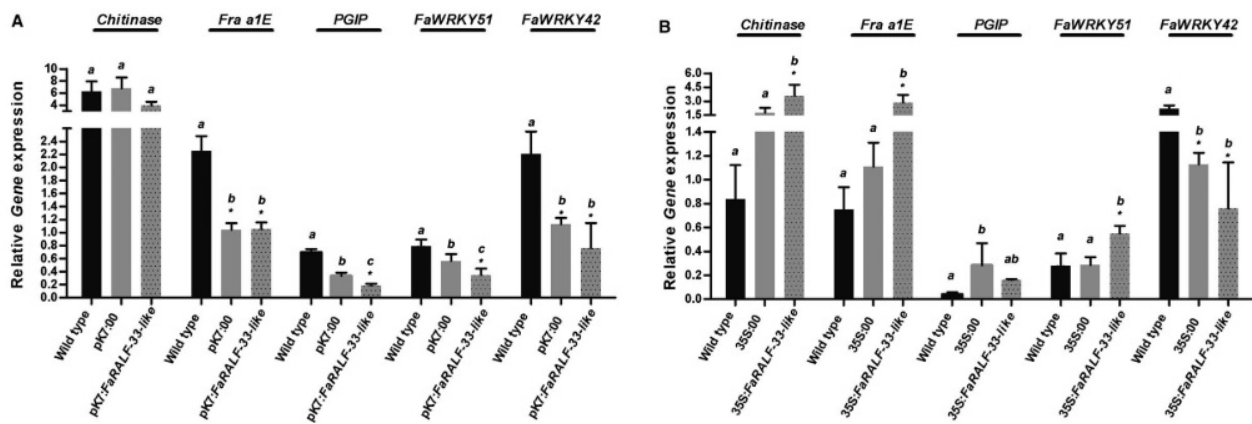 A
Chitinase Fra a1E PGIP FaWRKY51 FaWRKY42
Relative Gene expression
10
8
6
4
2.4
2.0
1.6
1.2
1.0
0.8
0.6
0.4
0.2
0.0
a a a
a b * b *
a b c *
a b c *
a b * b *
Wild type pK7:00 pK7:FaRALF-33-like
Wild type pK7:00 pK7:FaRALF-33-like
Wild type pK7:00 pK7:FaRALF-33-like
Wild type pK7:00 pK7:FaRALF-33-like
Wild type pK7:00 pK7:FaRALF-33-like
B
Chitinase Fra a1E PGIP FaWRKY51 FaWRKY42
Relative Gene expression
6.0
4.5
3.0
1.5
1.4
1.2
1.0
0.8
0.6
0.4
0.2
0.0
a a b *
a a b *
a b ab
a a b *
a b * b *
Wild type 35S:00 35S:FaRALF-33-like
Wild type 35S:00 35S:FaRALF-33-like
Wild type 35S:00 35S:FaRALF-33-like
Wild type 35S:00 35S:FaRALF-33-like
Wild type 35S:00 35S:FaRALF-33-like